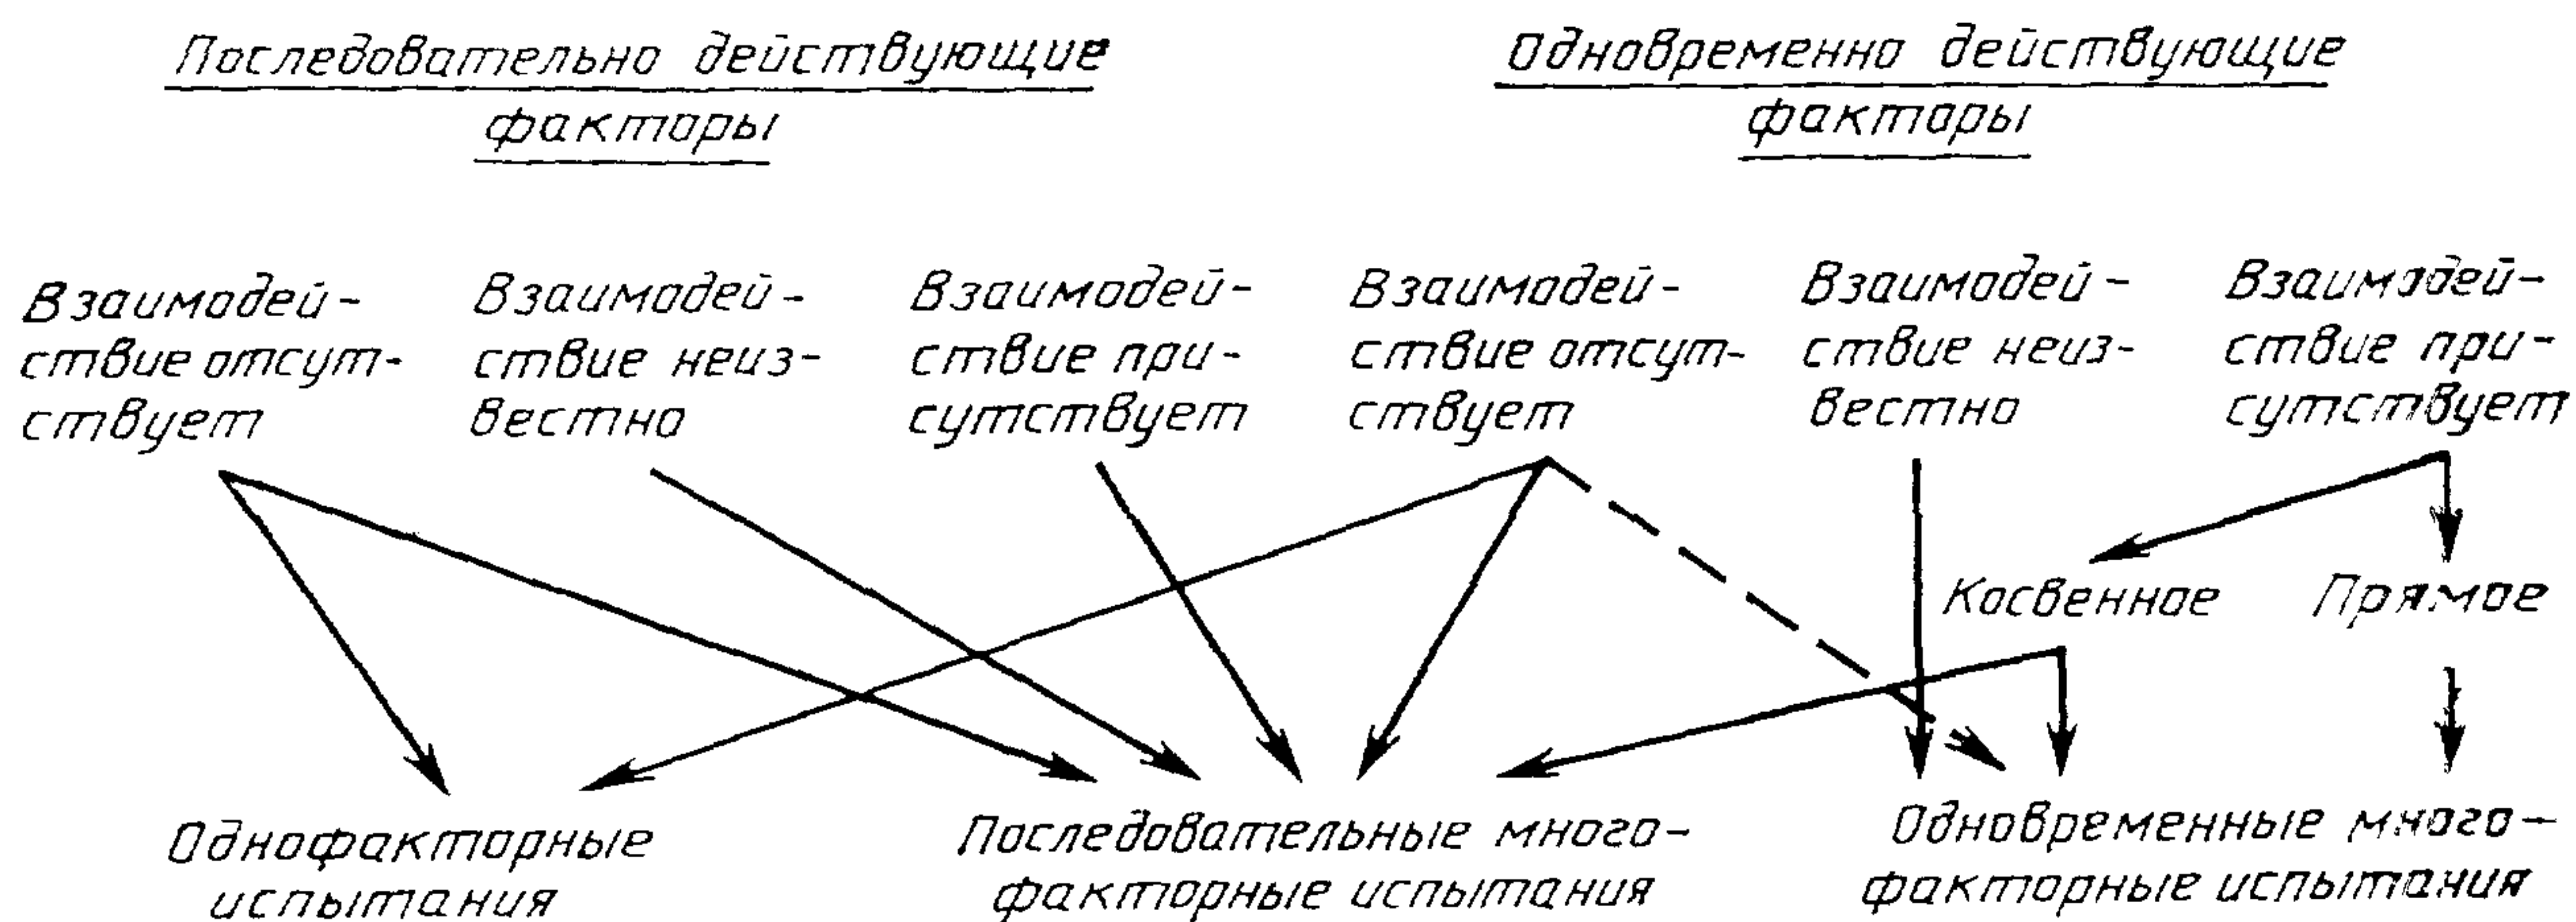 Последовательно действующие
факторы
Одновременно действующие
факторы
Взаимодей-
ствие отсут-
ствует
Взаимодей-
ствие неиз-
вестно
Взаимодей-
ствие при-
сутствует
Взаимодей-
ствие отсут-
ствует
Взаимодей-
ствие неиз-
вестно
Взаимодей-
ствие при-
сутствует
Косвенное
Прямое
Однофакторные
испытания
Последовательные много-
факторные испытания
Одновременные много-
факторные испытания